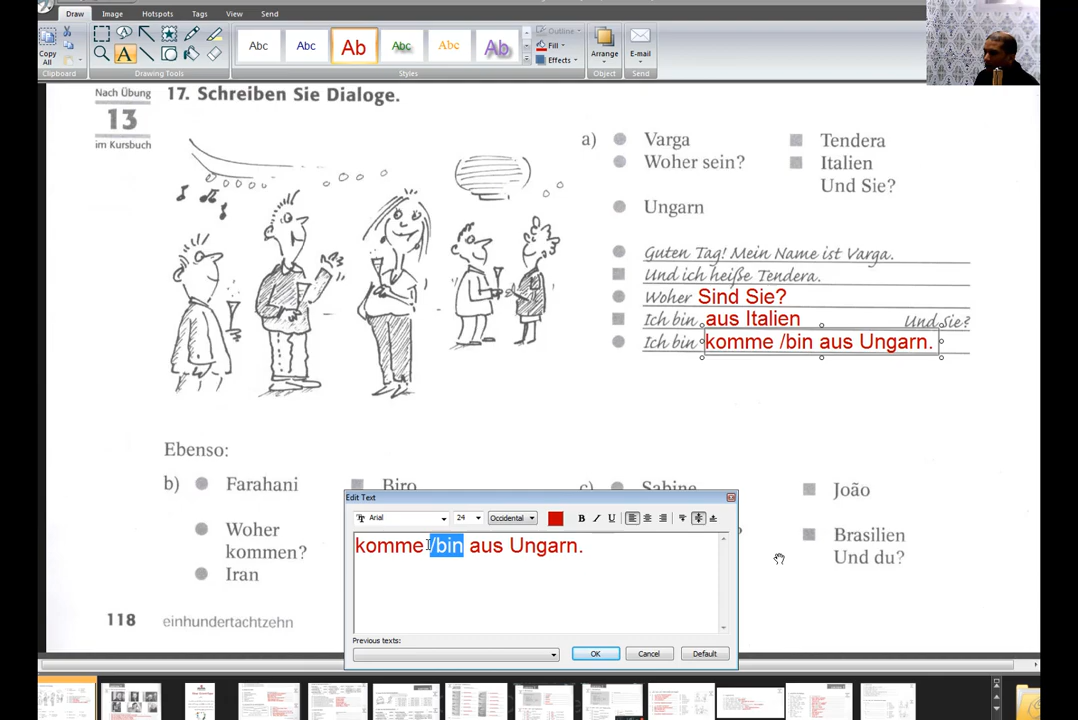 Draw Image Hotspots Tags View Send
Copy All
Clipboard
Drawing Tools
Abc Abc Ab Abc Abc Ab
Styles
Outline
Fill
Effects
Arrange
Object
E-mail
Send
Nach Übung
13
im Kursbuch
17. Schreiben Sie Dialoge.
a) Varga Tendera
Woher sein? Italien
Und Sie?
Ungarn
Guten Tag! Mein Name ist Varga.
Und ich heiße Tendera.
Woher Sind Sie?
Ich bin aus Italien Und Sie?
Ich bin komme /bin aus Ungarn.
Ebenso:
b) Farahani Biro
c) Sabine João
Woher kommen?
Iran
Brasilien
Und du?
118 einhundertachtzehn
Edit Text
Arial 24 Occidental B I U
komme /bin aus Ungarn.
Previous texts:
OK Cancel Default